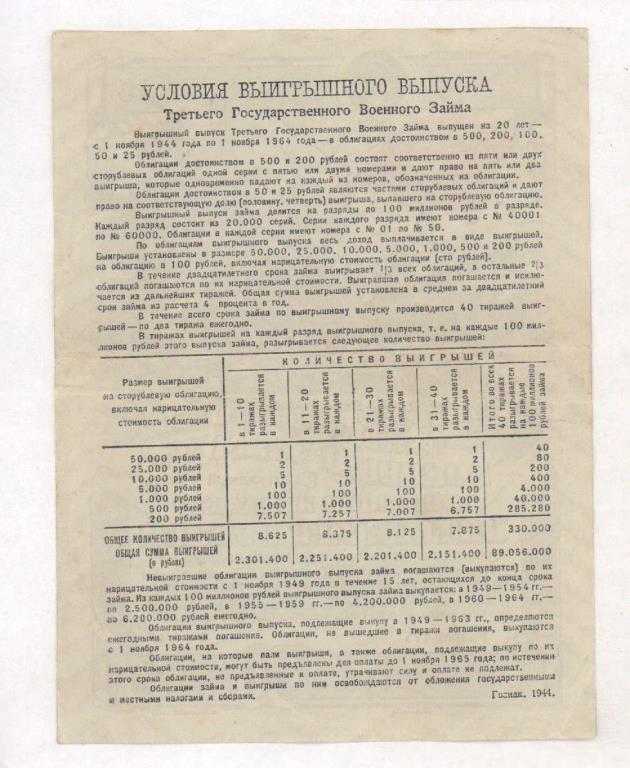 УСЛОВИЯ ВЫИГРЫШНОГО ВЫПУСКА
Третьего Государственного Военного Займа
Выигрышный выпуск Третьего Государственного Военного Займа выпущен на 20 лет—
с 1 ноября 1944 года по 1 ноября 1964 года—в облигациях достоинством в 500, 200, 100,
50 и 25 рублей.
Облигации достоинством в 500 и 200 рублей состоят соответственно из пяти или двух
сторублевых облигаций одной серии с пятью или двумя номерами и дают право на пять или два
выигрыша, которые одновременно падают на каждый из номеров, обозначенных на облигации.
Облигации достоинством в 50 и 25 рублей являются частями сторублевых облигаций и дают
право на соответствующую долю (половину, четверть) выигрыша, выпавшего на сторублевую облигацию.
Выигрышный выпуск займа делится на разряды по 100 миллионов рублей в разряде.
Каждый разряд состоит из 20.000 серий. Серии каждого разряда имеют номера с № 40001
по № 60000. Облигации в каждой серии имеют номера с № 01 по № 50.
По облигациям выигрышного выпуска весь доход выплачивается в виде выигрышей.
Выигрыши установлены в размере 50.000, 25.000, 10.000, 5.000, 1.000, 500 и 200 рублей
на облигацию в 100 рублей, включая нарицательную стоимость облигации (сто рублей).
В течение двадцатилетнего срока займа выигрывает 1/3 всех облигаций, а остальные 2/3
облигаций погашаются по их нарицательной стоимости. Выигравшая облигация погашается и исклю-
чается из дальнейших тиражей. Общая сумма выигрышей установлена в среднем за двадцатилетний
срок займа из расчета 4 процента в год.
В течение всего срока займа по выигрышному выпуску производится 40 тиражей выиг-
рышей—по два тиража ежегодно.
В тиражах выигрышей на каждый разряд выигрышного выпуска, т. е. на каждые 100 мил-
лионов рублей этого выпуска займа, разыгрывается следующее количество выигрышей:
Размер выигрышей
на сторублевую облигацию,
включая нарицательную
стоимость облигации
КОЛИЧЕСТВО ВЫИГРЫШЕЙ
в 1—10 тиражах разыгрывается в каждом
в 11—20 тиражах разыгрывается в каждом
в 21—30 тиражах разыгрывается в каждом
в 31—40 тиражах разыгрывается в каждом
Итого во всех 40 тиражах разыгрывается на каждые 100 миллионов рублей займа
50.000 рублей 1 1 1 1 40
25.000 рублей 2 2 2 2 80
10.000 рублей 5 5 5 5 200
5.000 рублей 10 10 10 10 400
1.000 рублей 100 100 100 100 4.000
500 рублей 1.000 1.000 1.000 1.000 40.000
200 рублей 7.507 7.257 7.007 6.757 285.280
ОБЩЕЕ КОЛИЧЕСТВО ВЫИГРЫШЕЙ 8.625 8.375 8.125 7.875 330.000
ОБЩАЯ СУММА ВЫИГРЫШЕЙ
(в рублях) 2.301.400 2.251.400 2.201.400 2.151.400 89.056.000
Невыигравшие облигации выигрышного выпуска займа погашаются (выкупаются) по их
нарицательной стоимости с 1 ноября 1949 года в течение 15 лет, остающихся до конца срока
займа. Из каждых 100 миллионов рублей выигрышного выпуска займа выкупается: в 1949—1954 гг.—
по 2.500.000 рублей, в 1955—1959 гг.—по 4.200.000 рублей, в 1960—1964 гг.—
по 6.200.000 рублей ежегодно.
Облигации выигрышного выпуска, подлежащие выкупу в 1949—1963 гг., определяются
ежегодными тиражами погашения. Облигации, не вышедшие в тиражи погашения, выкупаются
с 1 ноября 1964 года.
Облигации, на которые пали выигрыши, а также облигации, подлежащие выкупу по их
нарицательной стоимости, могут быть предъявлены для оплаты до 1 ноября 1965 года; по истечении
этого срока облигации, не предъявленные к оплате, утрачивают силу и оплате не подлежат.
Облигации займа и выигрыши по ним освобождаются от обложения государственными
и местными налогами и сборами.
Гознак. 1944.